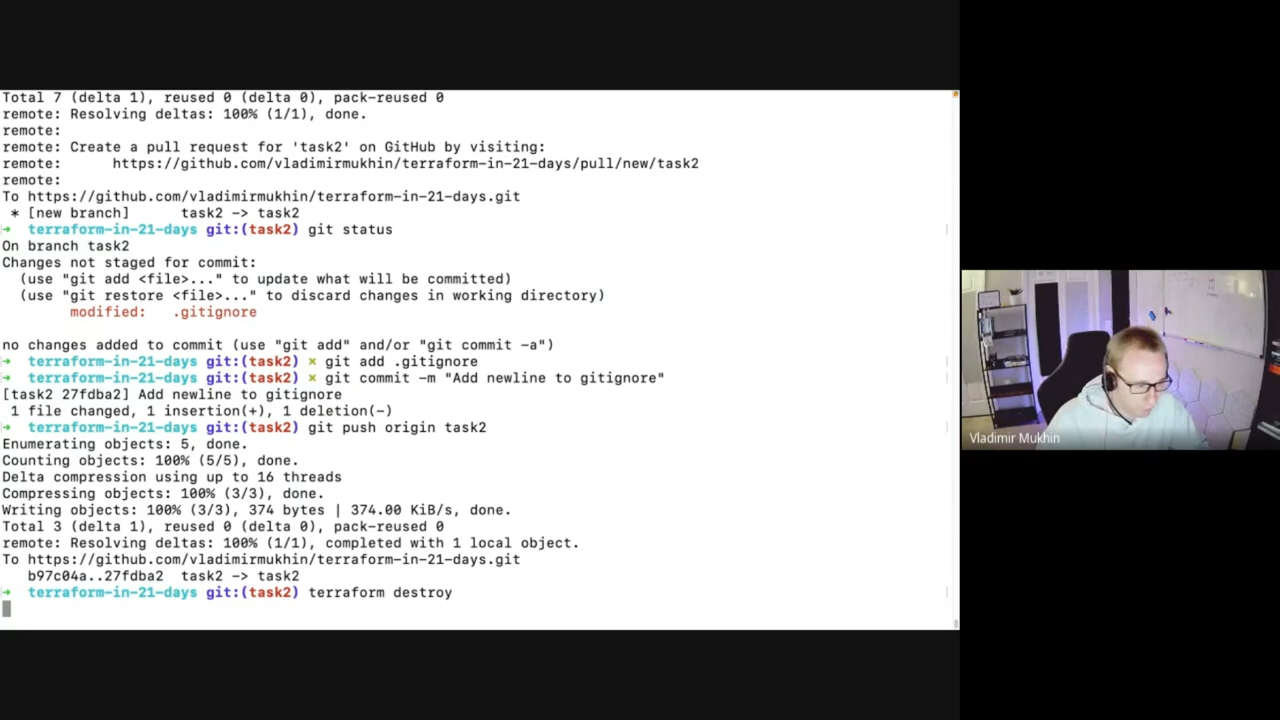 Total 7 (delta 1), reused 0 (delta 0), pack-reused 0
remote: Resolving deltas: 100% (1/1), done.
remote:
remote: Create a pull request for 'task2' on GitHub by visiting:
remote:      https://github.com/vladimirmukhin/terraform-in-21-days/pull/new/task2
remote:
To https://github.com/vladimirmukhin/terraform-in-21-days.git
 * [new branch]      task2 -> task2
→  terraform-in-21-days git:(task2) git status
On branch task2
Changes not staged for commit:
  (use "git add <file>..." to update what will be committed)
  (use "git restore <file>..." to discard changes in working directory)
        modified:   .gitignore

no changes added to commit (use "git add" and/or "git commit -a")
→  terraform-in-21-days git:(task2) × git add .gitignore
→  terraform-in-21-days git:(task2) × git commit -m "Add newline to gitignore"
[task2 27fdba2] Add newline to gitignore
 1 file changed, 1 insertion(+), 1 deletion(-)
→  terraform-in-21-days git:(task2) git push origin task2
Enumerating objects: 5, done.
Counting objects: 100% (5/5), done.
Delta compression using up to 16 threads
Compressing objects: 100% (3/3), done.
Writing objects: 100% (3/3), 374 bytes | 374.00 KiB/s, done.
Total 3 (delta 1), reused 0 (delta 0), pack-reused 0
remote: Resolving deltas: 100% (1/1), completed with 1 local object.
To https://github.com/vladimirmukhin/terraform-in-21-days.git
   b97c04a..27fdba2  task2 -> task2
→  terraform-in-21-days git:(task2) terraform destroy
Vladimir Mukhin